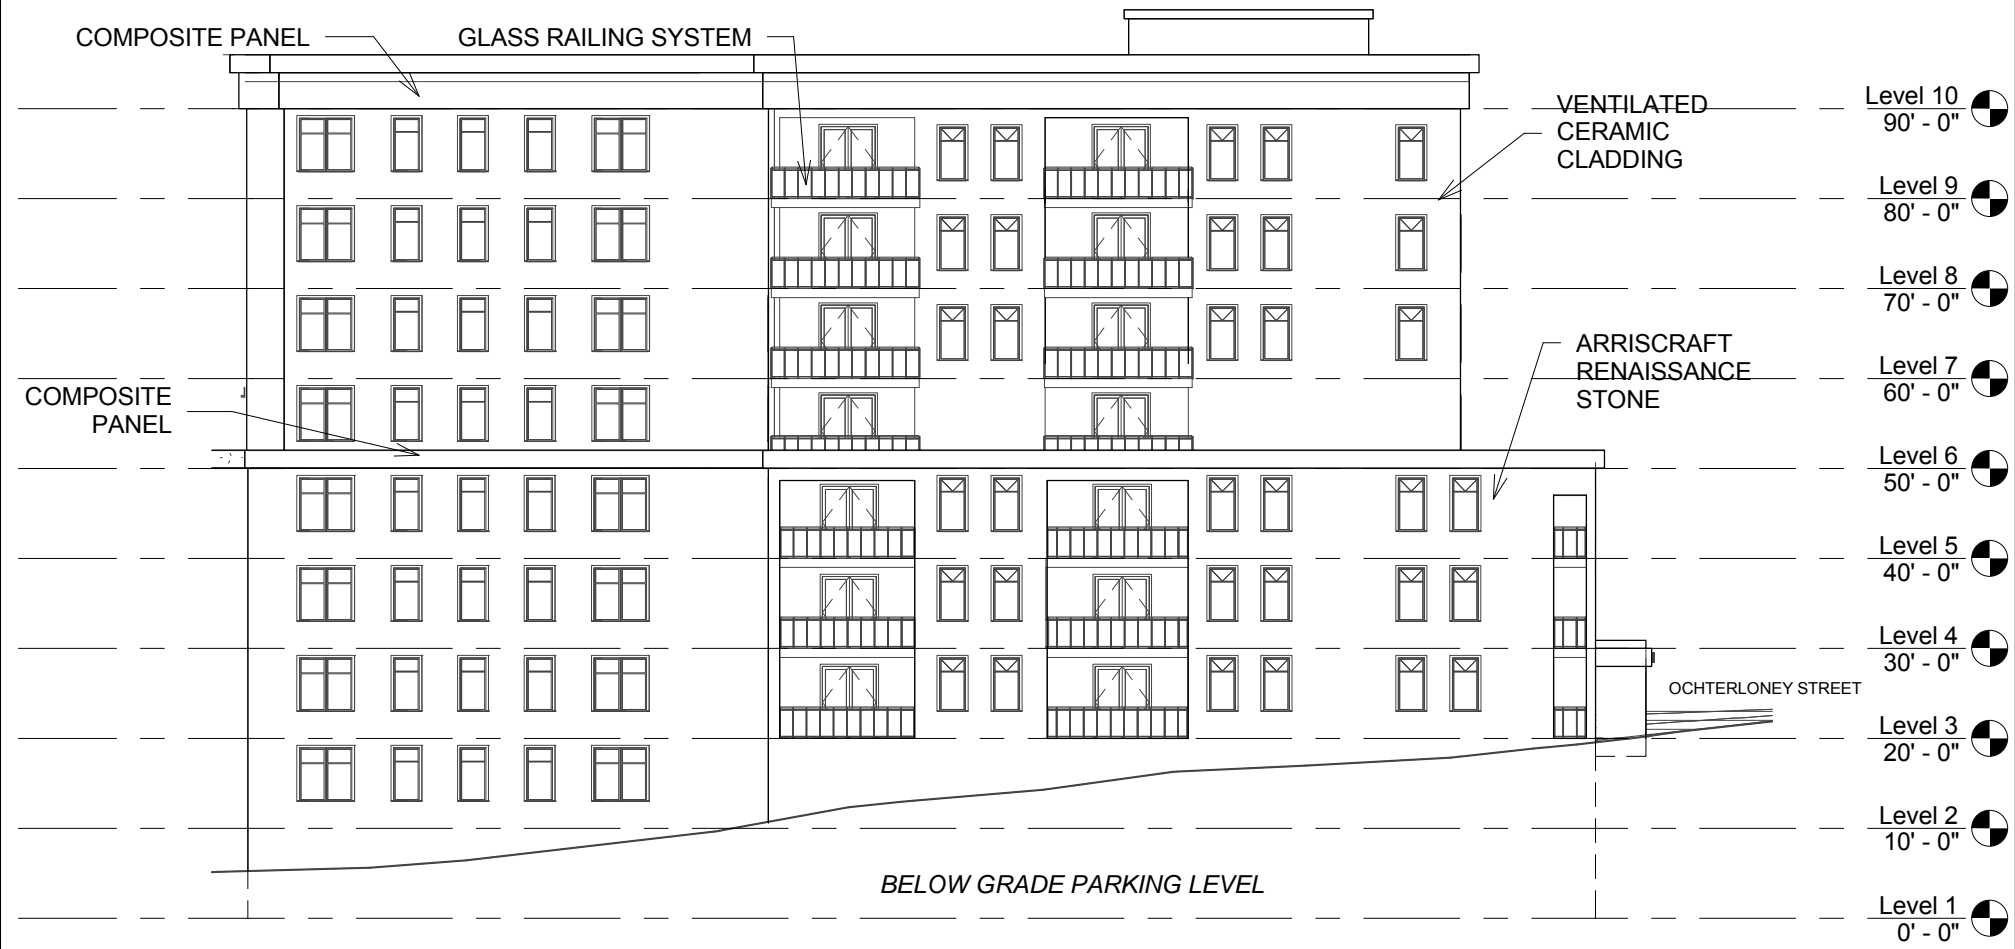 COMPOSITE PANEL
GLASS RAILING SYSTEM
VENTILATED
CERAMIC
CLADDING
Level 10
90' - 0"
Level 9
80' - 0"
Level 8
70' - 0"
ARRISCRAFT
RENAISSANCE
STONE
Level 7
60' - 0"
COMPOSITE
PANEL
Level 6
50' - 0"
Level 5
40' - 0"
Level 4
30' - 0"
OCHTERLONEY STREET
Level 3
20' - 0"
Level 2
10' - 0"
BELOW GRADE PARKING LEVEL
Level 1
0' - 0"